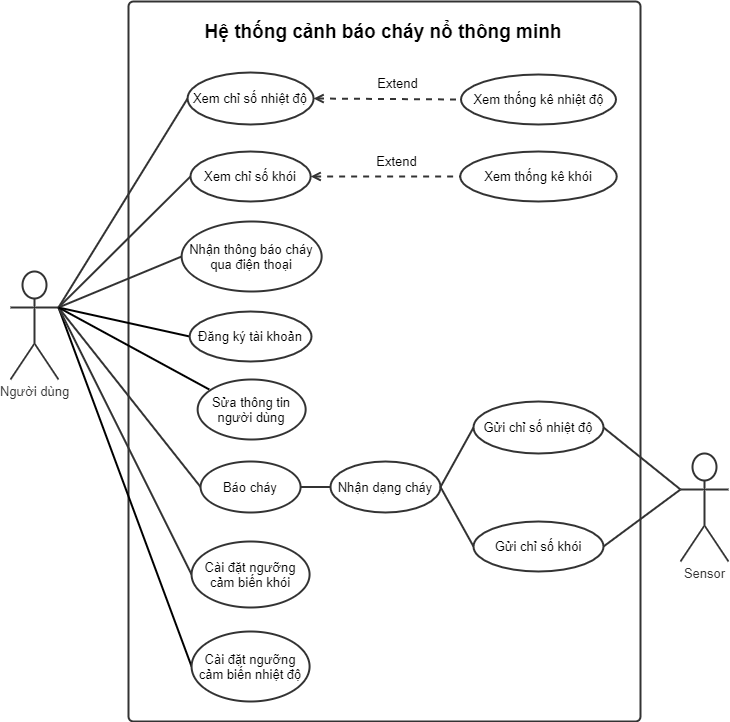 Hệ thống cảnh báo cháy nổ thông minh
Xem chỉ số nhiệt độ
Extend
Xem thống kê nhiệt độ
Xem chỉ số khói
Extend
Xem thống kê khói
Nhận thông báo cháy
qua điện thoại
Đăng ký tài khoản
Người dùng
Sửa thông tin
người dùng
Gửi chỉ số nhiệt độ
Báo cháy
Nhận dạng cháy
Gửi chỉ số khói
Sensor
Cài đặt ngưỡng
cảm biến khói
Cài đặt ngưỡng
cảm biến nhiệt độ